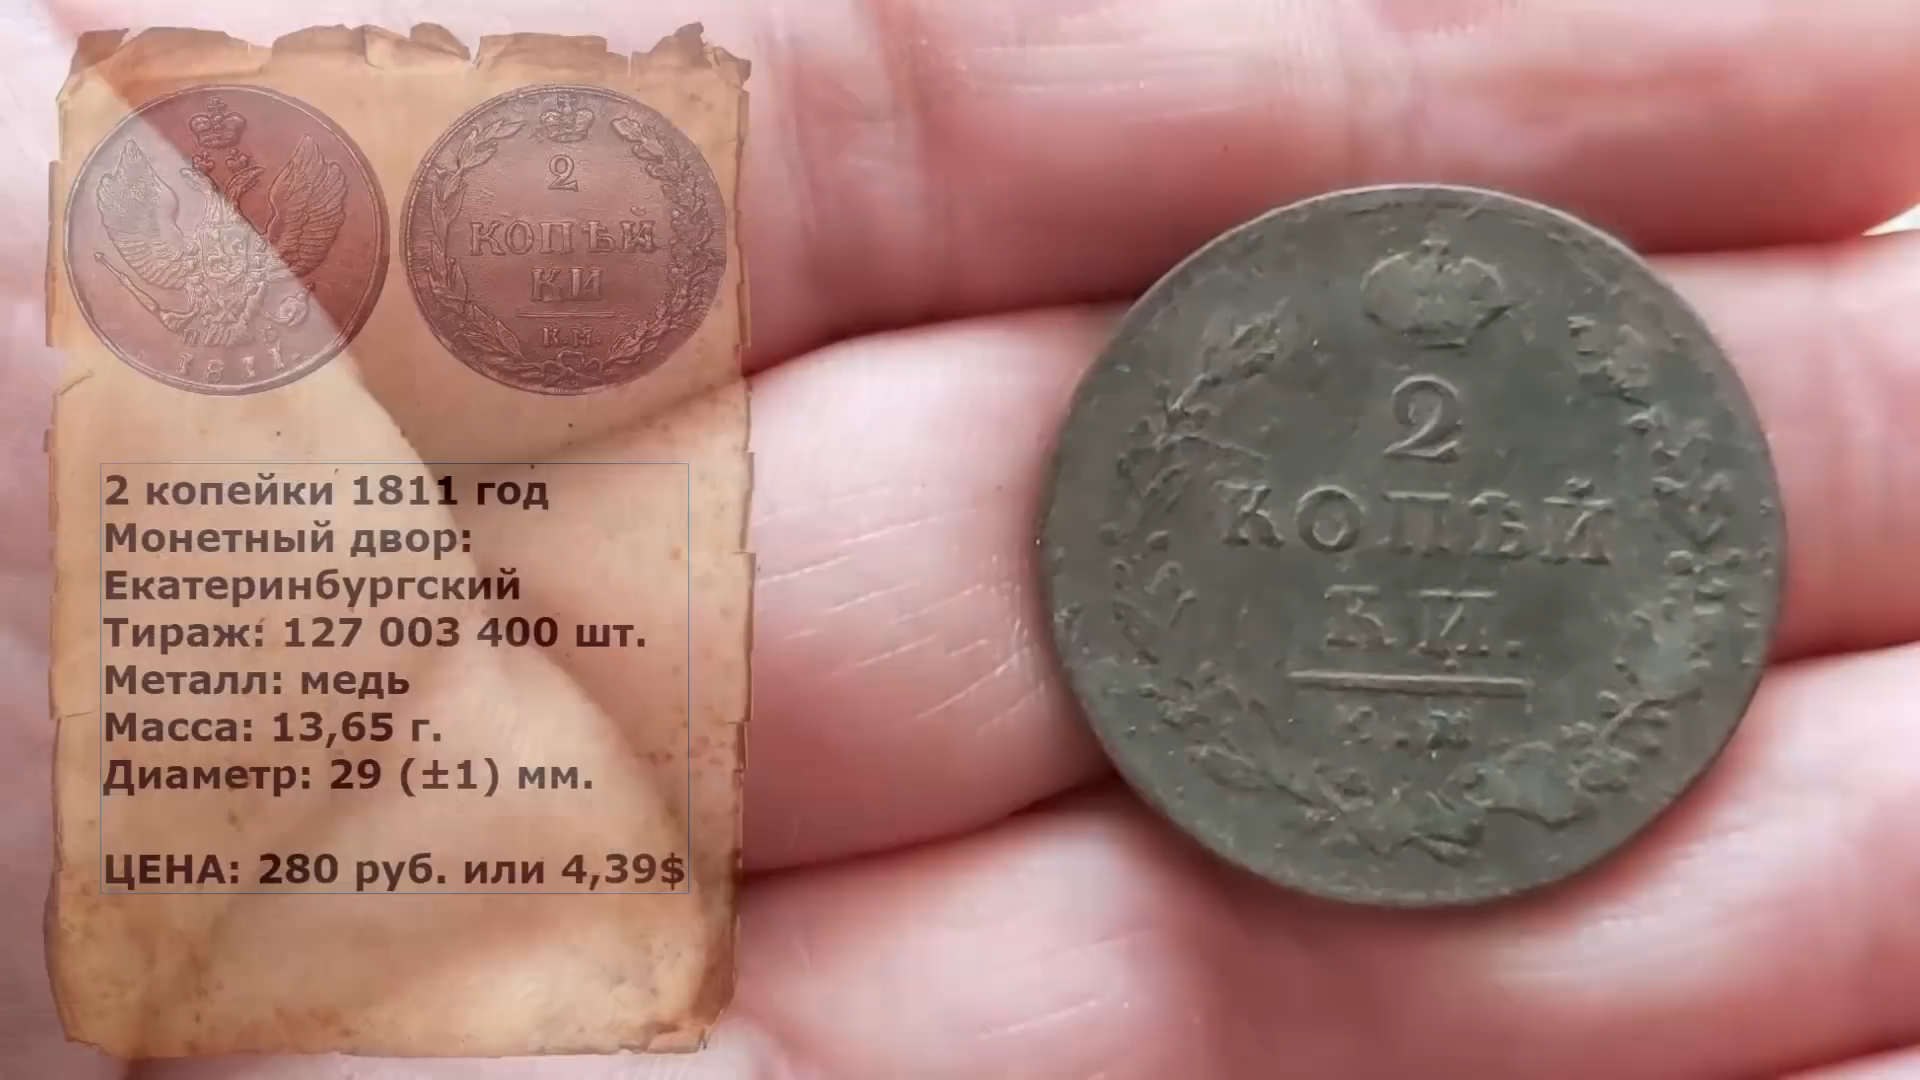 1811.
2
КОПѢЙ
КИ
К.М.
2 копейки 1811 год
Монетный двор:
Екатеринбургский
Тираж: 127 003 400 шт.
Металл: медь
Масса: 13,65 г.
Диаметр: 29 (±1) мм.
ЦЕНА: 280 руб. или 4,39$
2
КОПѢЙ
КИ.